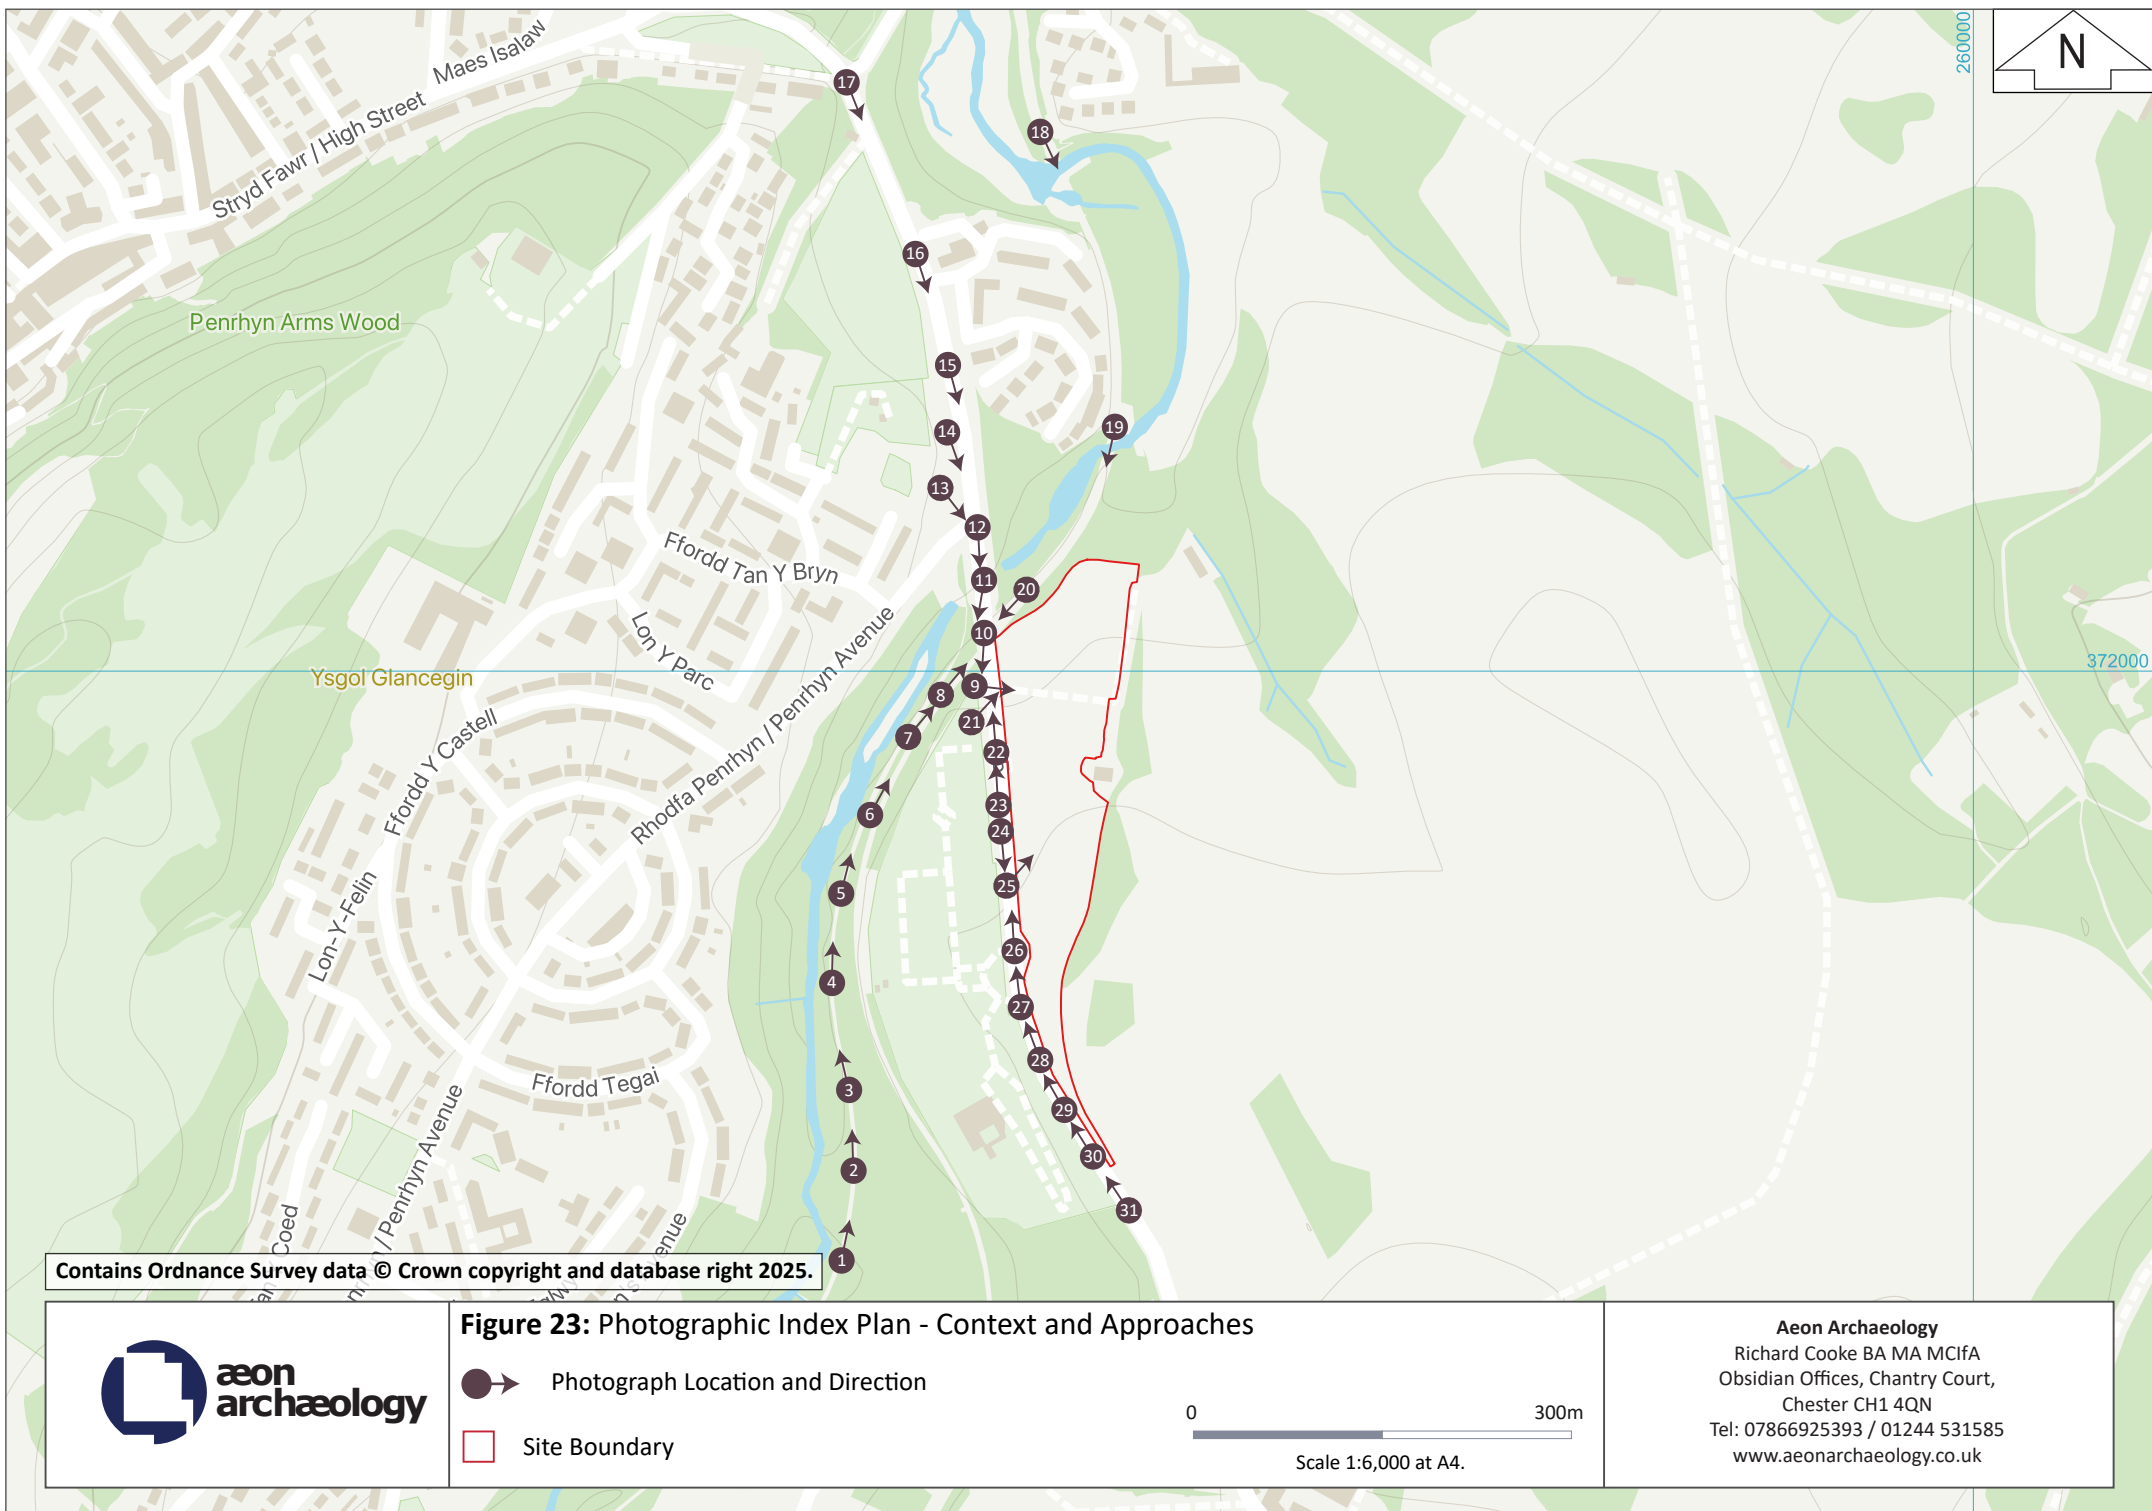 260000
N
Maes Isalaw
Stryd Fawr / High Street
17
18
16
Penrhyn Arms Wood
15
14
19
13
12
Ffordd Tan Y Bryn
11
20
Lon Y Parc
10
372000
Ysgol Glancegin
9
8
21
7
Ffordd Y Castell
Rhodfa Penrhyn / Penrhyn Avenue
22
23
6
24
25
5
Lon-Y-Felin
26
4
27
28
Ffordd Tegai
3
29
30
2
31
1
Penrhyn Avenue
Coed
Contains Ordnance Survey data © Crown copyright and database right 2025.
æon
archæology
Figure 23: Photographic Index Plan - Context and Approaches
Photograph Location and Direction
Site Boundary
0 300m
Scale 1:6,000 at A4.
Aeon Archaeology
Richard Cooke BA MA MCIfA
Obsidian Offices, Chantry Court,
Chester CH1 4QN
Tel: 07866925393 / 01244 531585
www.aeonarchaeology.co.uk